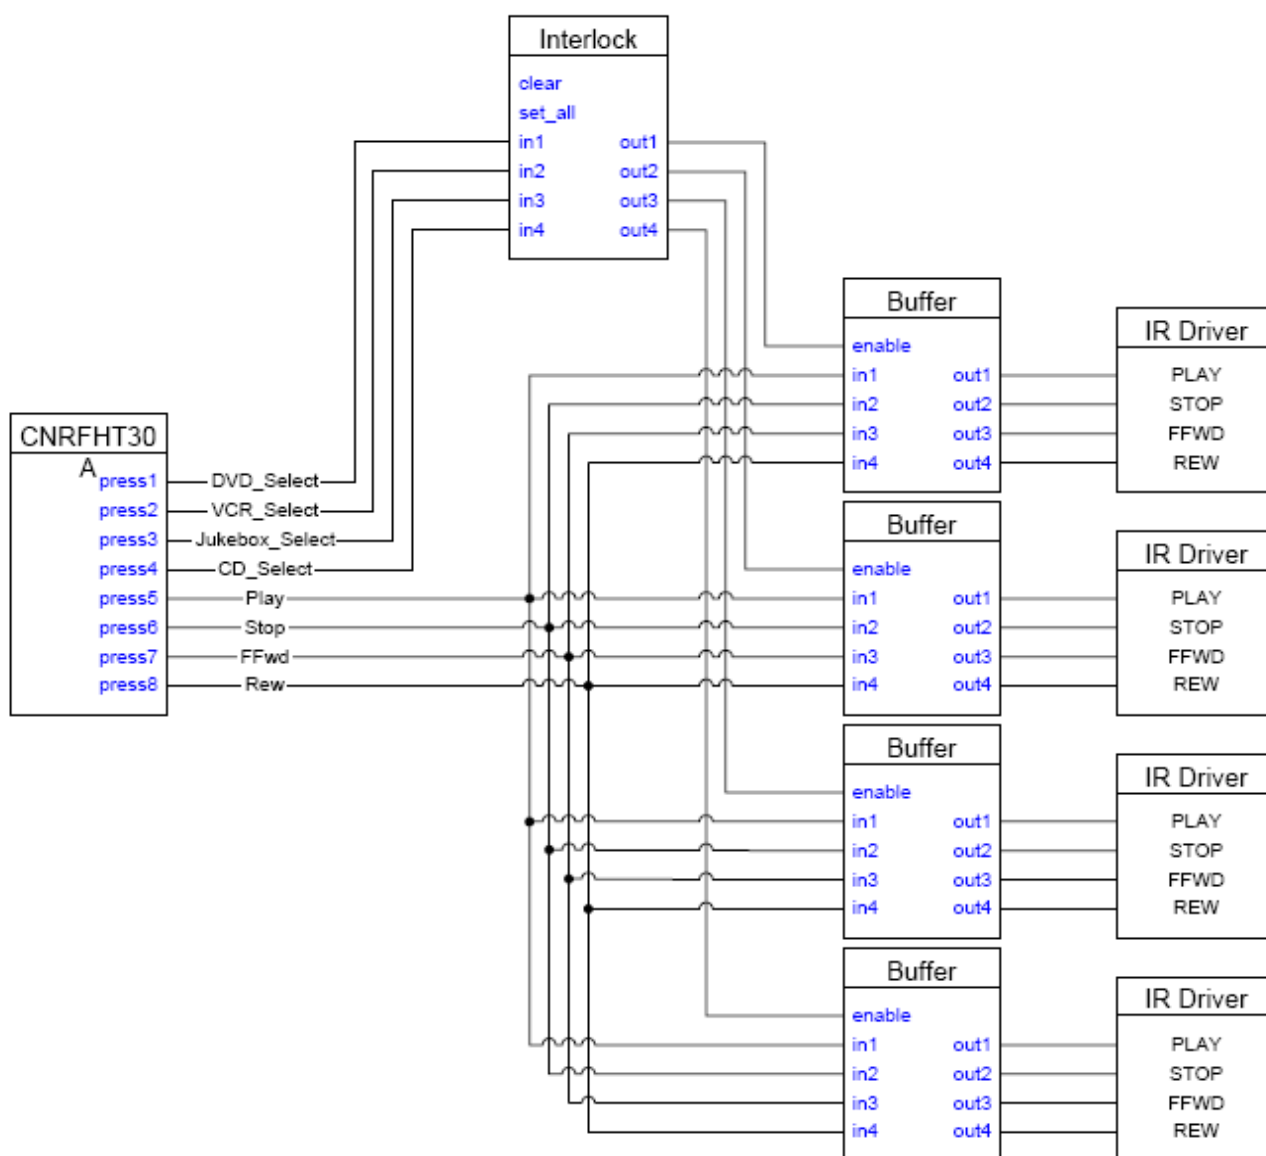 Interlock
clear
set_all
in1 out1
in2 out2
in3 out3
in4 out4
CNRFHT30
A
press1 DVD_Select
press2 VCR_Select
press3 Jukebox_Select
press4 CD_Select
press5 Play
press6 Stop
press7 FFwd
press8 Rew
Buffer
enable
in1 out1
in2 out2
in3 out3
in4 out4
IR Driver
PLAY
STOP
FFWD
REW
Buffer
enable
in1 out1
in2 out2
in3 out3
in4 out4
IR Driver
PLAY
STOP
FFWD
REW
Buffer
enable
in1 out1
in2 out2
in3 out3
in4 out4
IR Driver
PLAY
STOP
FFWD
REW
Buffer
enable
in1 out1
in2 out2
in3 out3
in4 out4
IR Driver
PLAY
STOP
FFWD
REW